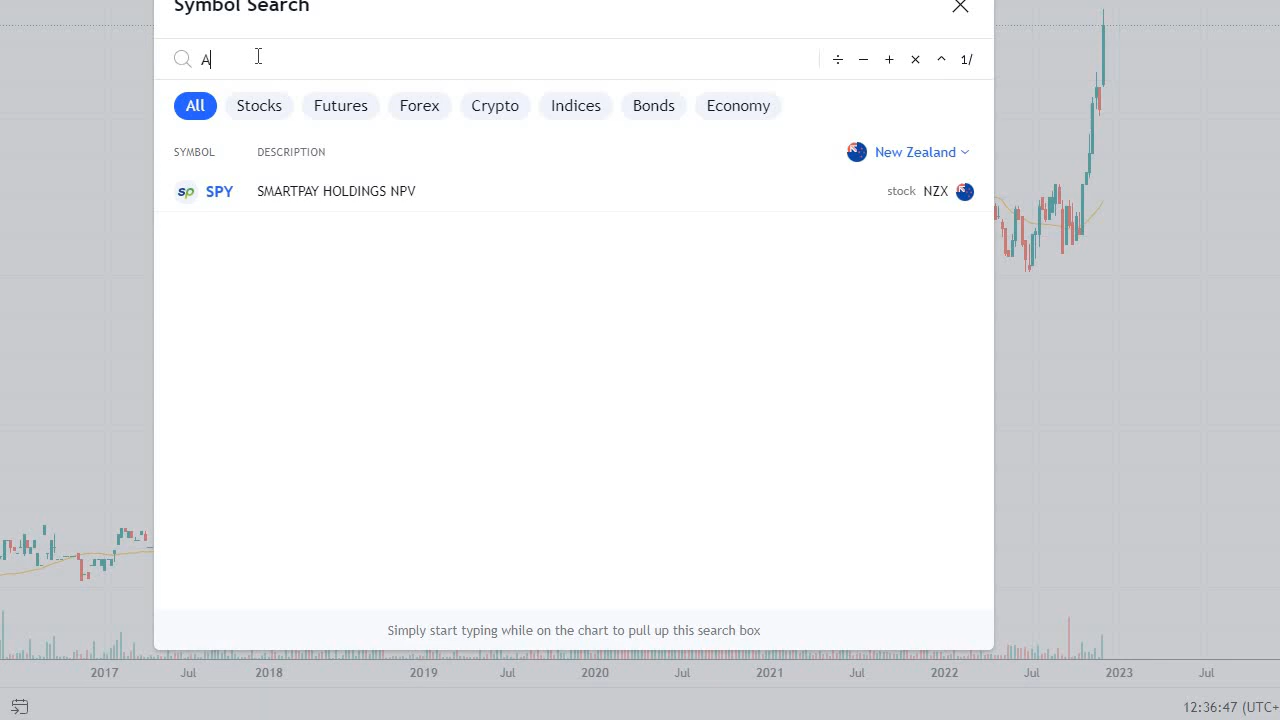 Symbol Search
A
÷ − + × ^ 1/
All Stocks Futures Forex Crypto Indices Bonds Economy
SYMBOL DESCRIPTION New Zealand
sp SPY SMARTPAY HOLDINGS NPV stock NZX
Simply start typing while on the chart to pull up this search box
2017 Jul 2018 2019 Jul 2020 Jul 2021 Jul 2022 Jul 2023 Jul
12:36:47 (UTC+